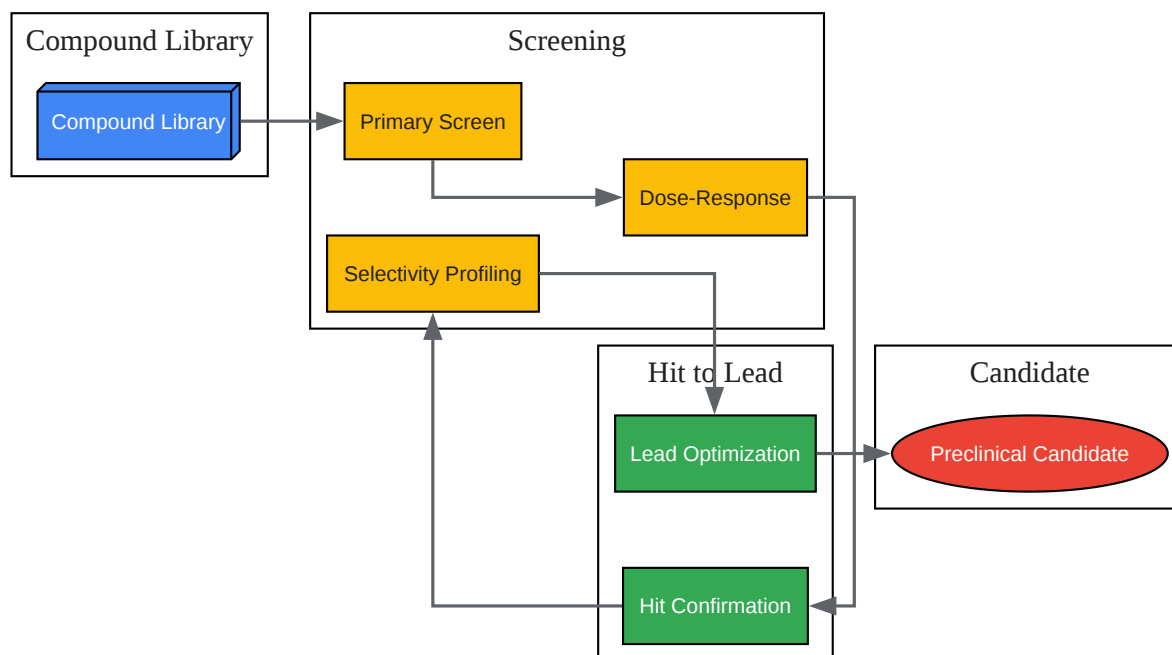 Compound Library
Compound Library
Screening
Primary Screen
Dose-Response
Selectivity Profiling
Hit to Lead
Lead Optimization
Hit Confirmation
Candidate
Preclinical Candidate